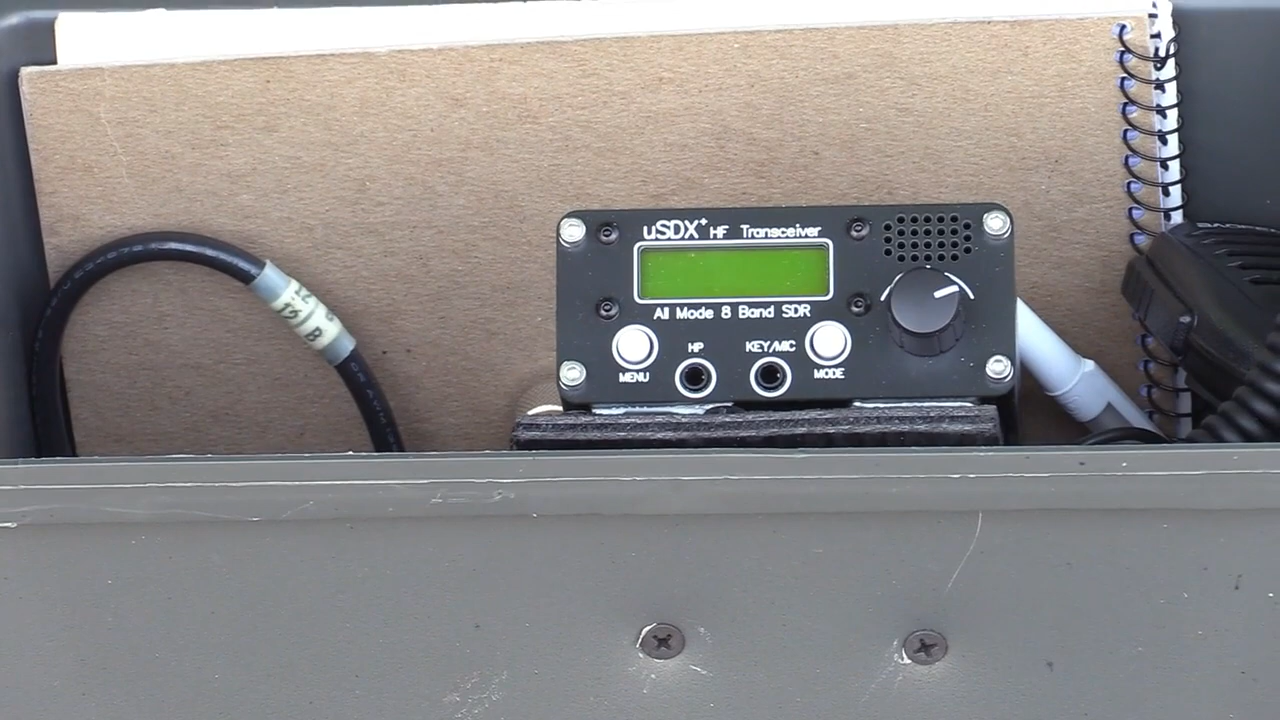 uSDX+ HF Transceiver
All Mode 8 Band SDR
HP
KEY/MIC
MENU
MODE